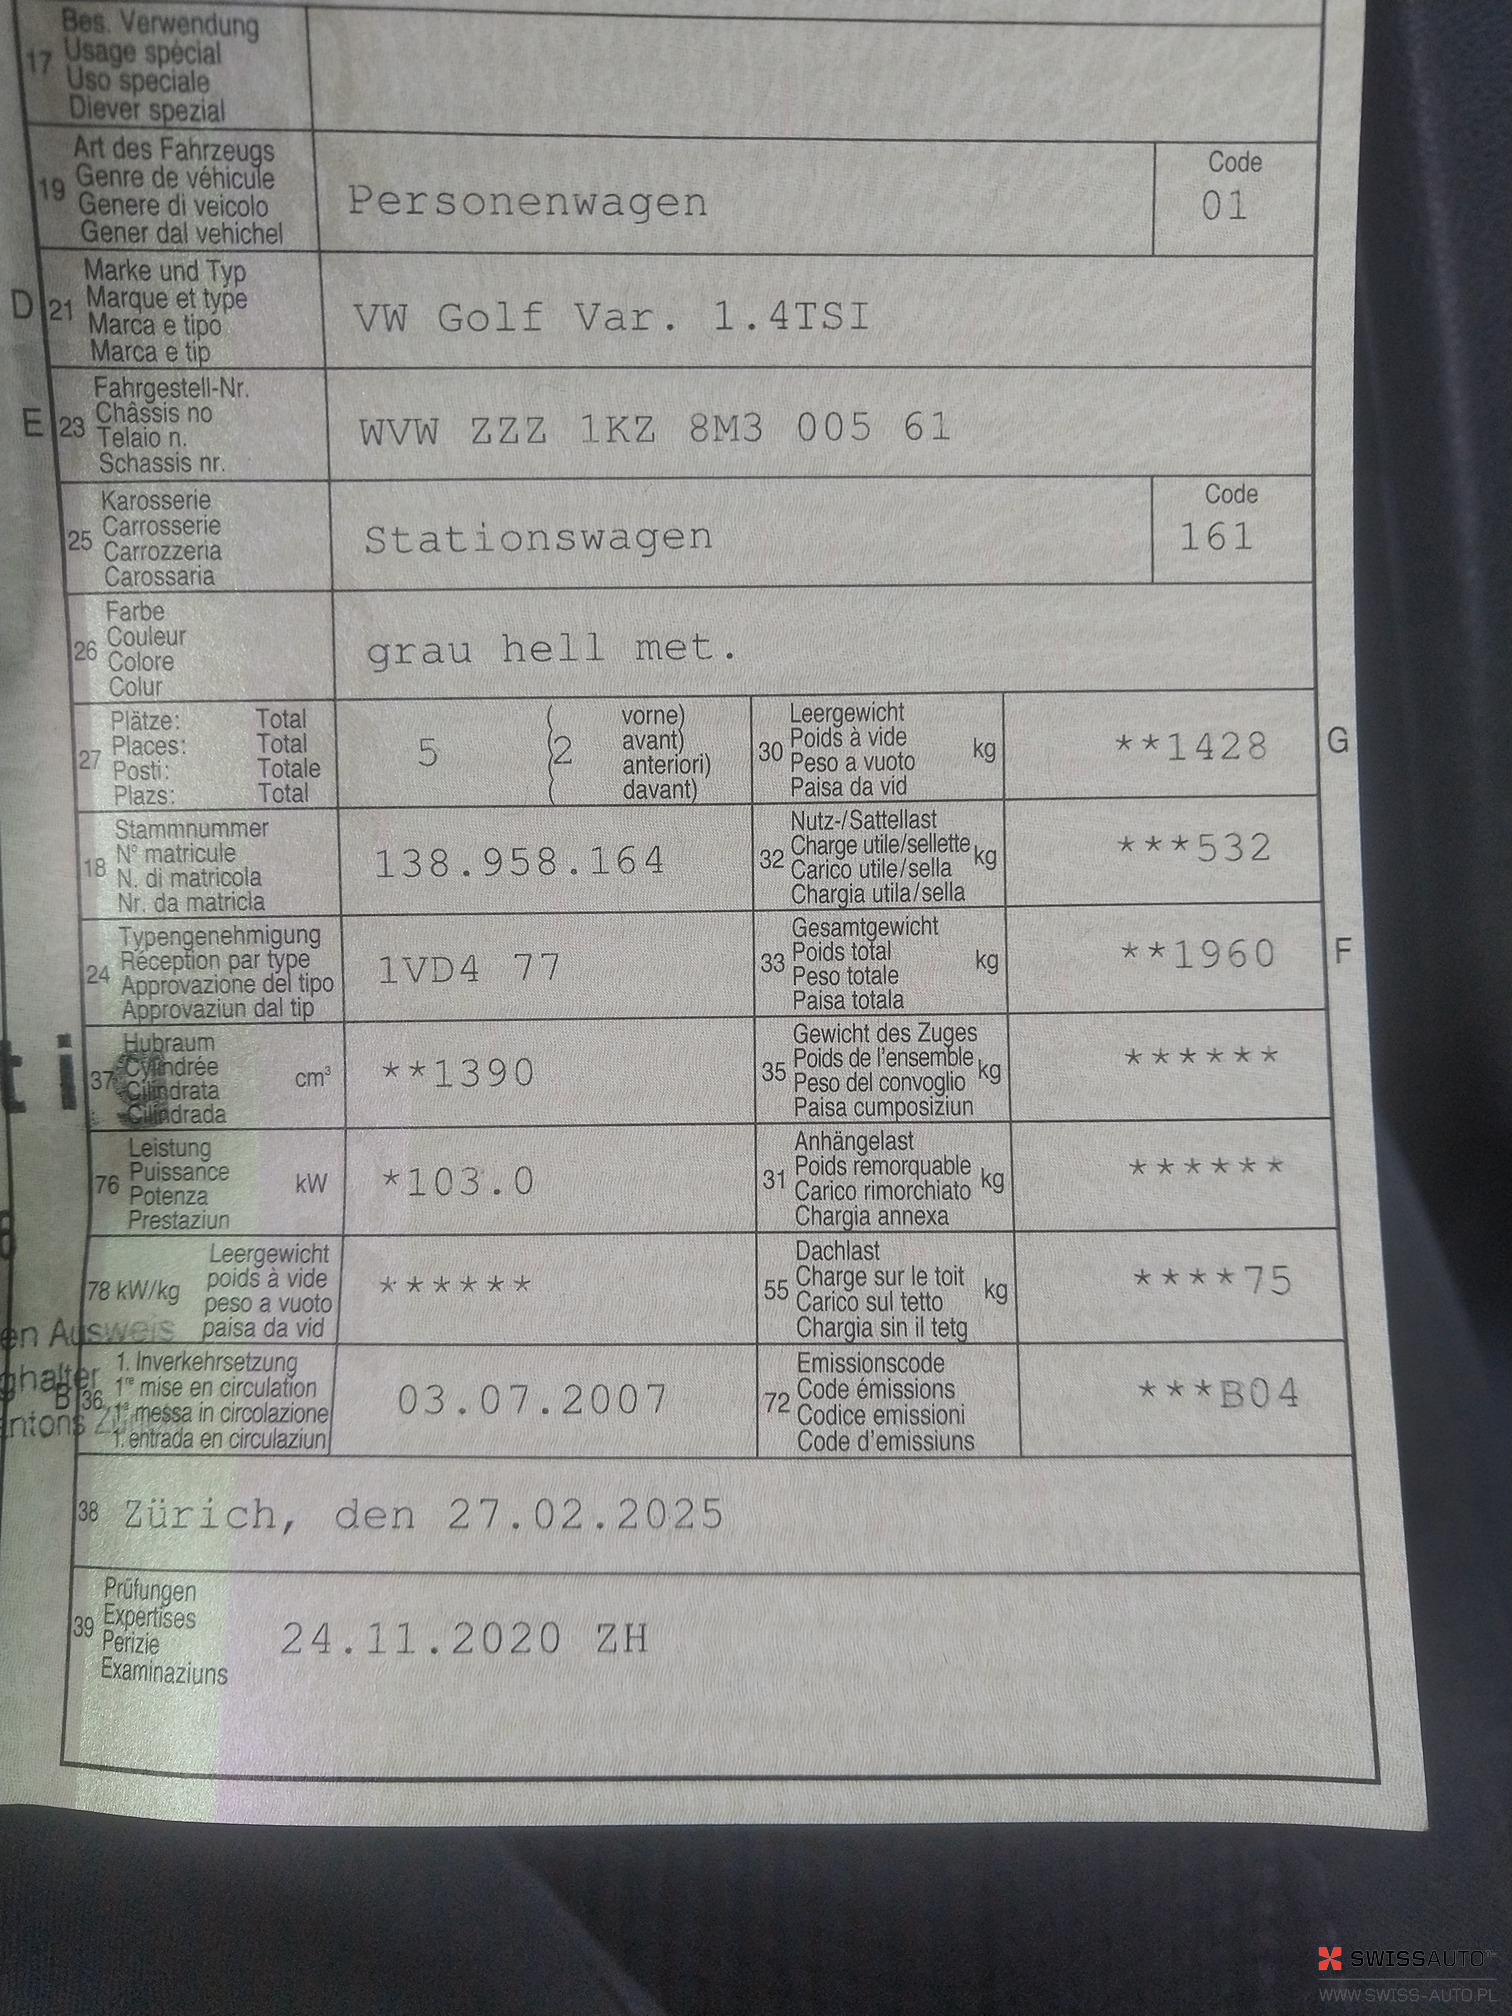 Bes. Verwendung
17 Usage spécial
Uso speciale
Diever spezial
Art des Fahrzeugs
19 Genre de véhicule
Genere di veicolo
Gener dal vehichel
Personenwagen
Code
01
D 21 Marke und Typ
Marque et type
Marca e tipo
Marca e tip
VW Golf Var. 1.4TSI
E 23 Fahrgestell-Nr.
Châssis no
Telaio n.
Schassis nr.
WVW ZZZ 1KZ 8M3 005 61
25 Karosserie
Carrosserie
Carrozzeria
Carossaria
Stationswagen
Code
161
26 Farbe
Couleur
Colore
Colur
grau hell met.
27 Plätze: Total
Places: Total
Posti: Totale
Plazs: Total
5 (2 vorne)
avant)
anteriori)
davant)
30 Leergewicht
Poids à vide kg
Peso a vuoto
Paisa da vid
**1428 G
18 Stammnummer
N° matricule
N. di matricola
Nr. da matricla
138.958.164
32 Nutz-/Sattellast
Charge utile/sellette kg
Carico utile/sella
Chargia utila/sella
***532
24 Typengenehmigung
Réception par type
Approvazione del tipo
Approvaziun dal tip
1VD4 77
33 Gesamtgewicht
Poids total kg
Peso totale
Paisa totala
**1960 F
ti
37 Hubraum
Cylindrée cm³
Cilindrata
Cilindrada
**1390
35 Gewicht des Zuges
Poids de l'ensemble kg
Peso del convoglio
Paisa cumposiziun
******
76 Leistung
Puissance kW
Potenza
Prestaziun
*103.0
31 Anhängelast
Poids remorquable kg
Carico rimorchiato
Chargia annexa
******
78 kW/kg Leergewicht
poids à vide
peso a vuoto
paisa da vid
******
55 Dachlast
Charge sur le toit kg
Carico sul tetto
Chargia sin il tetg
****75
en Ausweis
ghalter
ntons
B 36 1. Inverkehrsetzung
1re mise en circulation
1a messa in circolazione
1. entrada en circulaziun
03.07.2007
72 Emissionscode
Code émissions
Codice emissioni
Code d'emissiuns
***B04
38 Zürich, den 27.02.2025
39 Prüfungen
Expertises
Perizie
Examinaziuns
24.11.2020 ZH
SWISSAUTO
WWW.SWISS-AUTO.PL